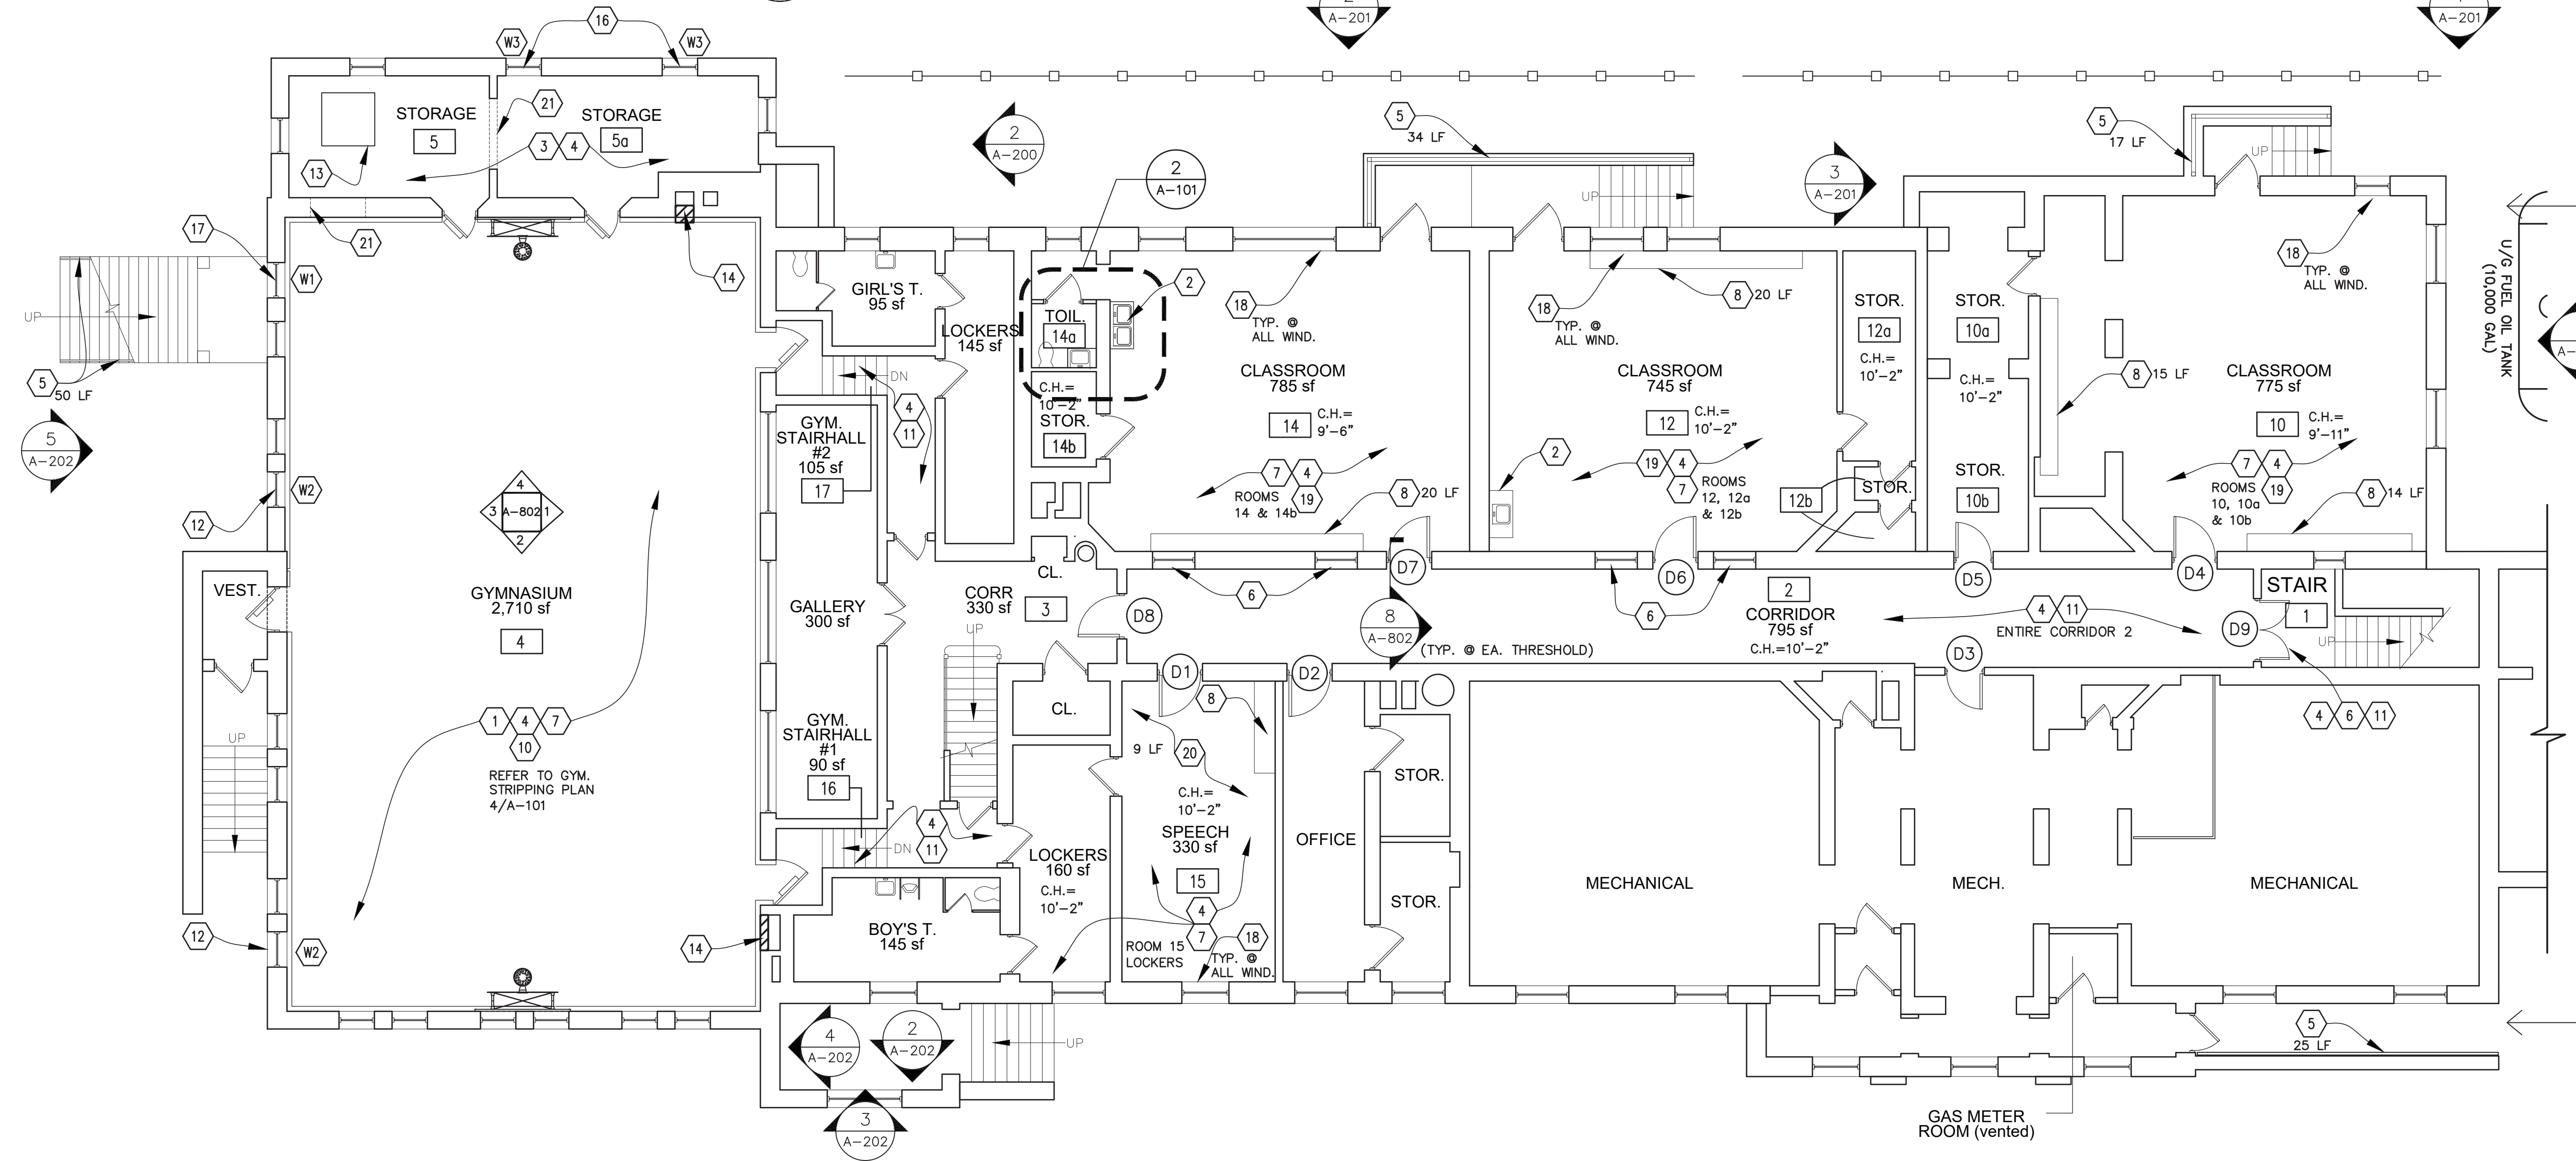 2
A-201
A-201
16
W3
W3
STORAGE
5
21
STORAGE
5a
3
4
13
2
A-200
2
A-101
5
34 LF
3
A-201
5
17 LF
UP
UP
17
21
14
W1
UP
5
50 LF
5
A-202
GIRL'S T.
95 sf
LOCKERS
145 sf
DN
4
11
TOIL.
14a
2
C.H.=
10'-2"
STOR.
14b
18
TYP. @
ALL WIND.
CLASSROOM
785 sf
14
C.H.=
9'-6"
7
4
19
ROOMS
14 & 14b
8
20 LF
18
TYP. @
ALL WIND.
8
20 LF
CLASSROOM
745 sf
12
C.H.=
10'-2"
2
19
4
7
ROOMS
12, 12a
& 12b
STOR.
12a
C.H.=
10'-2"
12b
STOR.
STOR.
10a
C.H.=
10'-2"
STOR.
10b
8
15 LF
18
TYP. @
ALL WIND.
CLASSROOM
775 sf
10
C.H.=
9'-11"
7
4
19
ROOMS
10, 10a
& 10b
8
14 LF
U/G FUEL OIL TANK
(10,000 GAL)
A-
GYM.
STAIRHALL
#2
105 sf
17
12
W2
4
3
A-802
1
2
VEST.
GYMNASIUM
2,710 sf
4
GALLERY
300 sf
CORR
330 sf
3
CL.
UP
D8
6
D7
8
A-802
(TYP. @ EA. THRESHOLD)
6
D6
2
CORRIDOR
795 sf
C.H.=10'-2"
D5
D4
4
11
ENTIRE CORRIDOR 2
D9
STAIR
1
UP
D3
4
6
11
D1
D2
1
4
7
10
REFER TO GYM.
STRIPPING PLAN
4/A-101
UP
GYM.
STAIRHALL
#1
90 sf
16
DN
4
11
CL.
9 LF
8
20
C.H.=
10'-2"
SPEECH
330 sf
15
4
7
ROOM 15
LOCKERS
18
TYP. @
ALL WIND.
LOCKERS
160 sf
C.H.=
10'-2"
OFFICE
STOR.
STOR.
MECHANICAL
MECH.
MECHANICAL
BOY'S T.
145 sf
12
W2
14
4
A-202
2
A-202
UP
3
A-202
5
25 LF
GAS METER
ROOM (vented)